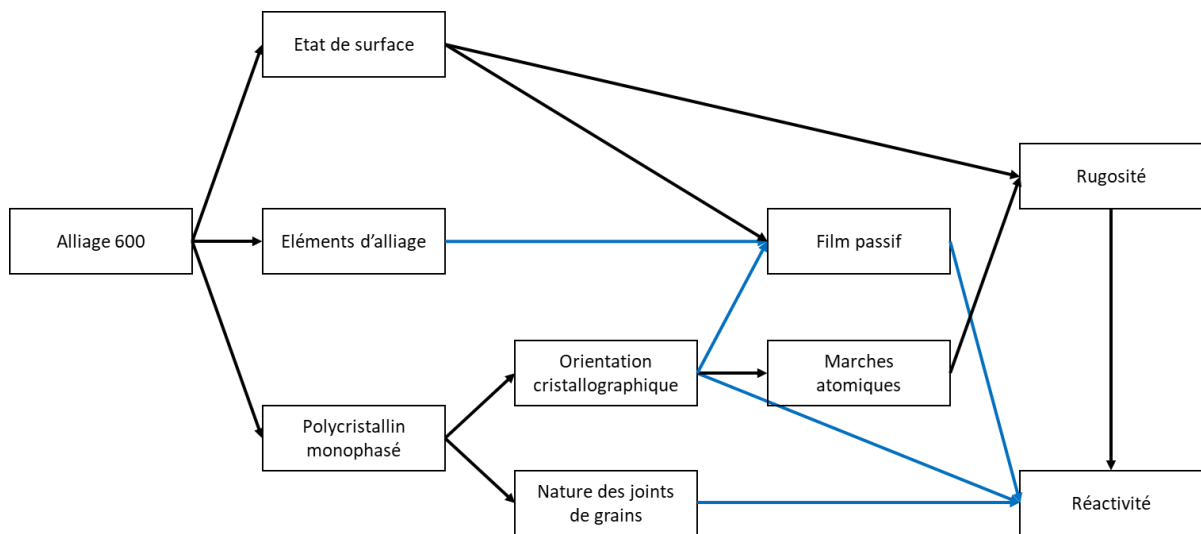 Etat de surface
Rugosité
Alliage 600
Eléments d’alliage
Film passif
Orientation
cristallographique
Marches
atomiques
Polycristallin
monophasé
Nature des joints
de grains
Réactivité